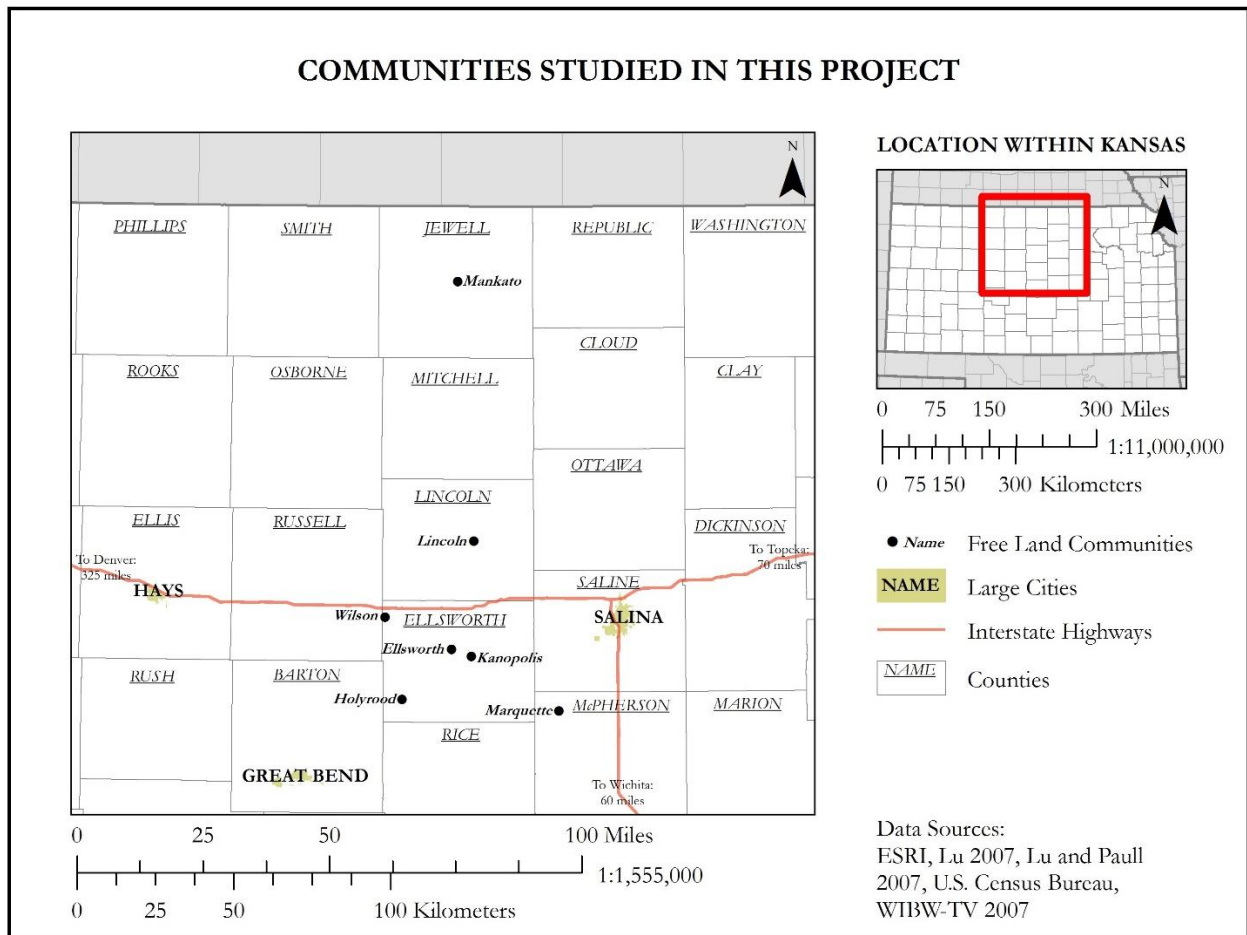 COMMUNITIES STUDIED IN THIS PROJECT
N
PHILLIPS
SMITH
JEWELL
REPUBLIC
WASHINGTON
Mankato
CLOUD
ROOKS
OSBORNE
MITCHELL
CLAY
OTTAWA
LINCOLN
ELLIS
RUSSELL
DICKINSON
Lincoln
To Denver:
325 miles
To Topeka:
70 miles
SALINE
HAYS
Wilson
ELLSWORTH
SALINA
Ellsworth
Kanopolis
RUSH
BARTON
Holyrood
Marquette
McPHERSON
MARION
RICE
GREAT BEND
To Wichita:
60 miles
0 25 50 100 Miles
1:1,555,000
0 25 50 100 Kilometers
LOCATION WITHIN KANSAS
N
0 75 150 300 Miles
1:11,000,000
0 75 150 300 Kilometers
Name Free Land Communities
NAME Large Cities
Interstate Highways
NAME Counties
Data Sources:
ESRI, Lu 2007, Lu and Paull
2007, U.S. Census Bureau,
WIBW-TV 2007